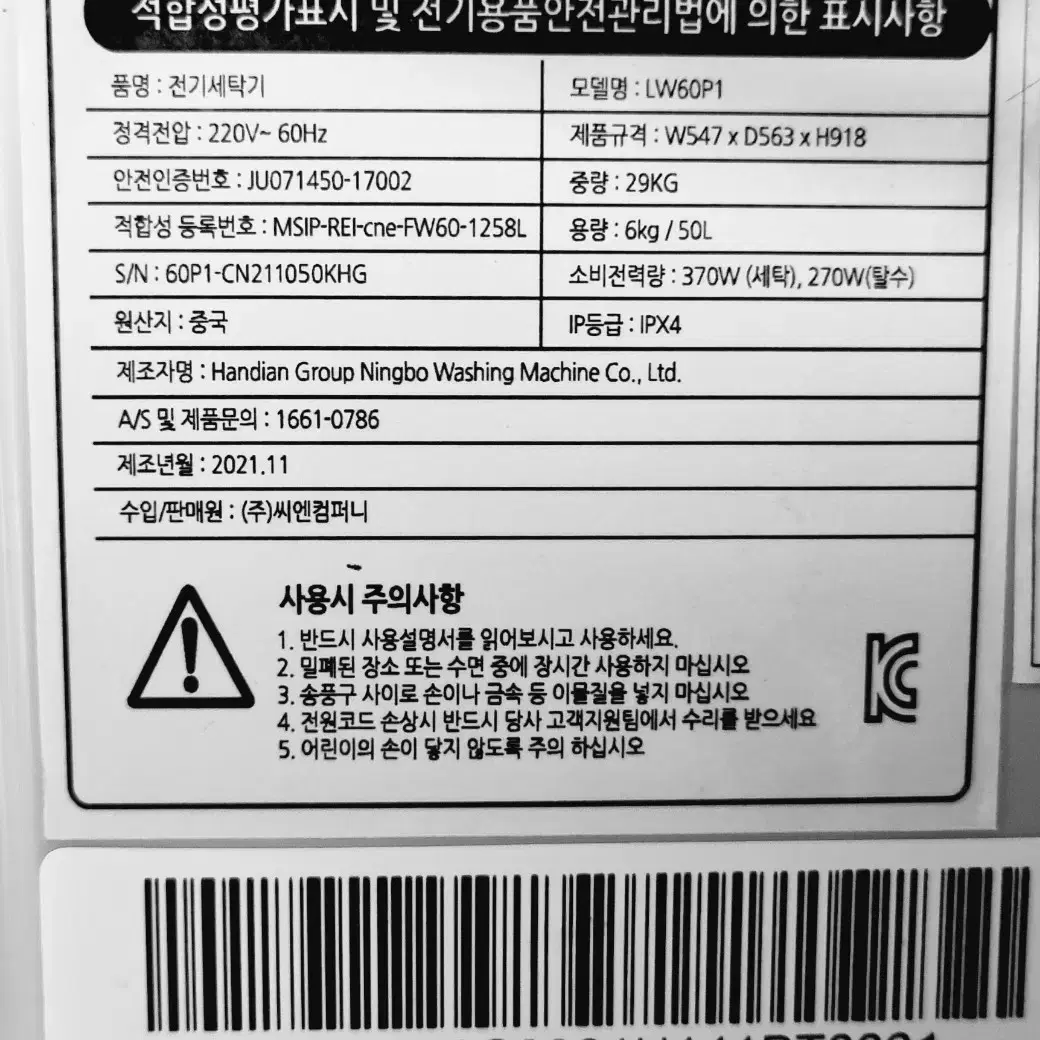 적합성평가표시 및 전기용품안전관리법에 의한 표시사항
품명 : 전기세탁기
모델명 : LW60P1
정격전압 : 220V~ 60Hz
제품규격 : W547 x D563 x H918
안전인증번호 : JU071450-17002
중량 : 29KG
적합성 등록번호 : MSIP-REI-cne-FW60-1258L
용량 : 6kg / 50L
S/N : 60P1-CN211050KHG
소비전력량 : 370W (세탁), 270W(탈수)
원산지 : 중국
IP등급 : IPX4
제조자명 : Handian Group Ningbo Washing Machine Co., Ltd.
A/S 및 제품문의 : 1661-0786
제조년월 : 2021.11
수입/판매원 : (주)씨엔컴퍼니
사용시 주의사항
1. 반드시 사용설명서를 읽어보시고 사용하세요.
2. 밀폐된 장소 또는 수면 중에 장시간 사용하지 마십시오
3. 송풍구 사이로 손이나 금속 등 이물질을 넣지 마십시오
4. 전원코드 손상시 반드시 당사 고객지원팀에서 수리를 받으세요
5. 어린이의 손이 닿지 않도록 주의 하십시오